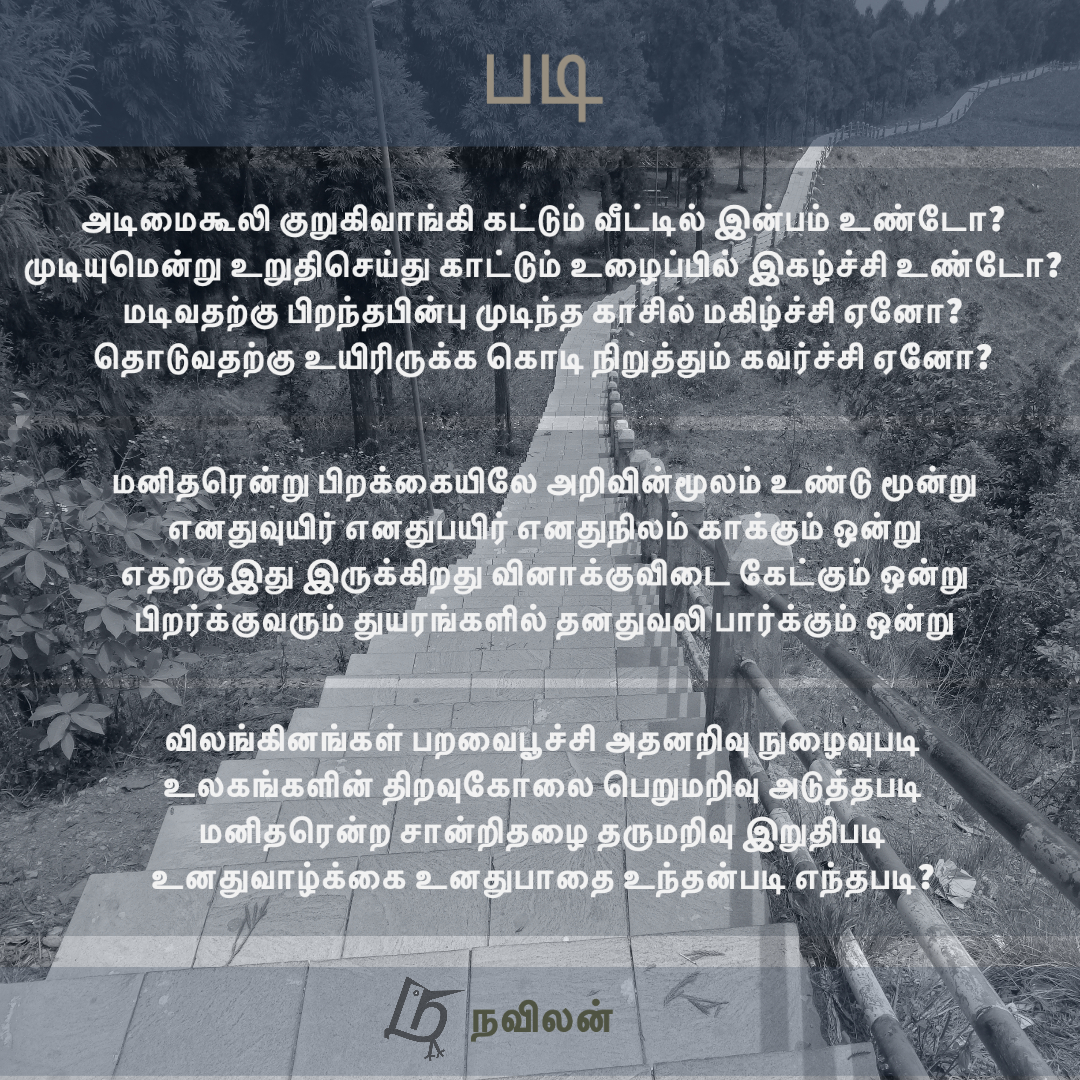 படி
அடிமைகூலி குறுகிவாங்கி கட்டும் வீட்டில் இன்பம் உண்டோ?
முடியுமென்று உறுதிசெய்து காட்டும் உழைப்பில் இகழ்ச்சி உண்டோ?
மடிவதற்கு பிறந்தபின்பு முடிந்த காசில் மகிழ்ச்சி ஏனோ?
தொடுவதற்கு உயிரிருக்க கொடி நிறுத்தும் கவர்ச்சி ஏனோ?
மனிதரென்று பிறக்கையிலே அறிவின்மூலம் உண்டு மூன்று
எனதுவுயிர் எனதுபயிர் எனதுநிலம் காக்கும் ஒன்று
எதற்குஇது இருக்கிறது வினாக்குவிடை கேட்கும் ஒன்று
பிறர்க்குவரும் துயரங்களில் தனதுவலி பார்க்கும் ஒன்று
விலங்கினங்கள் பறவைபூச்சி அதனறிவு நுழைவுபடி
உலகங்களின் திறவுகோலை பெறுமறிவு அடுத்தபடி
மனிதரென்ற சான்றிதழை தருமறிவு இறுதிபடி
உனதுவாழ்க்கை உனதுபாதை உந்தன்படி எந்தபடி?
நவிலன்